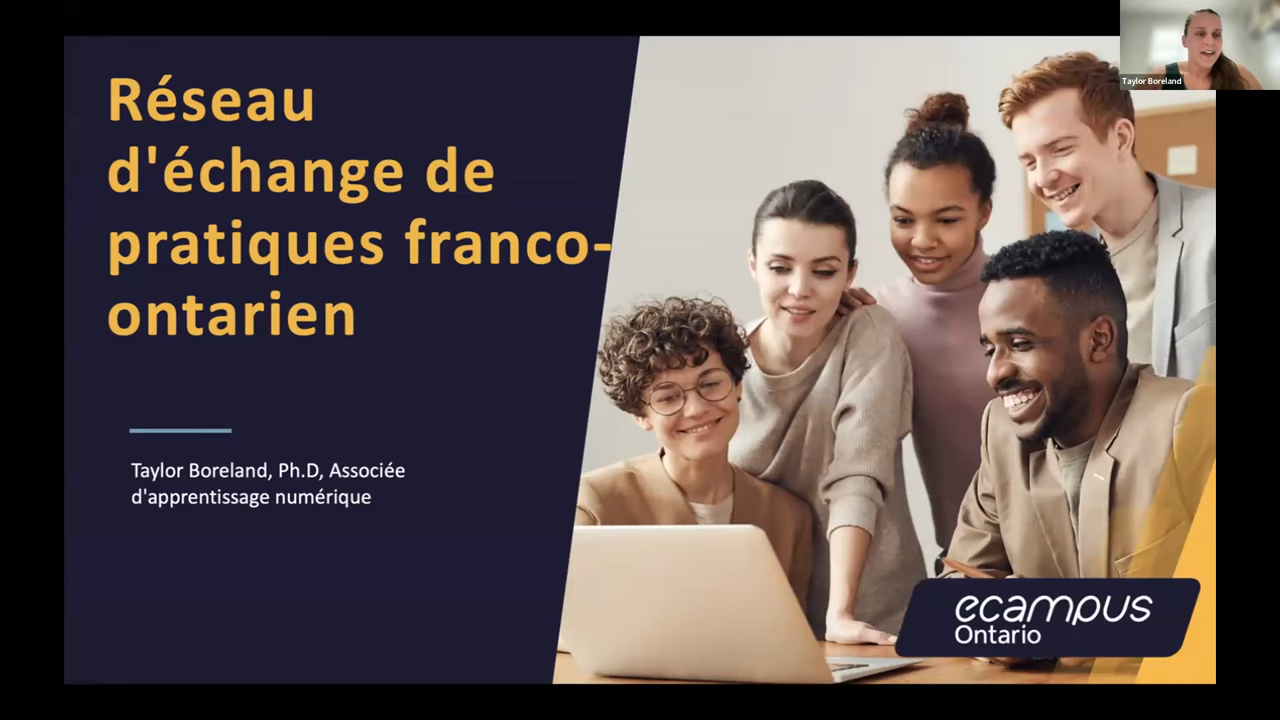 Réseau
d'échange de
pratiques franco-
ontarien
Taylor Boreland, Ph.D, Associée
d'apprentissage numérique
ecampus
Ontario
Taylor Boreland